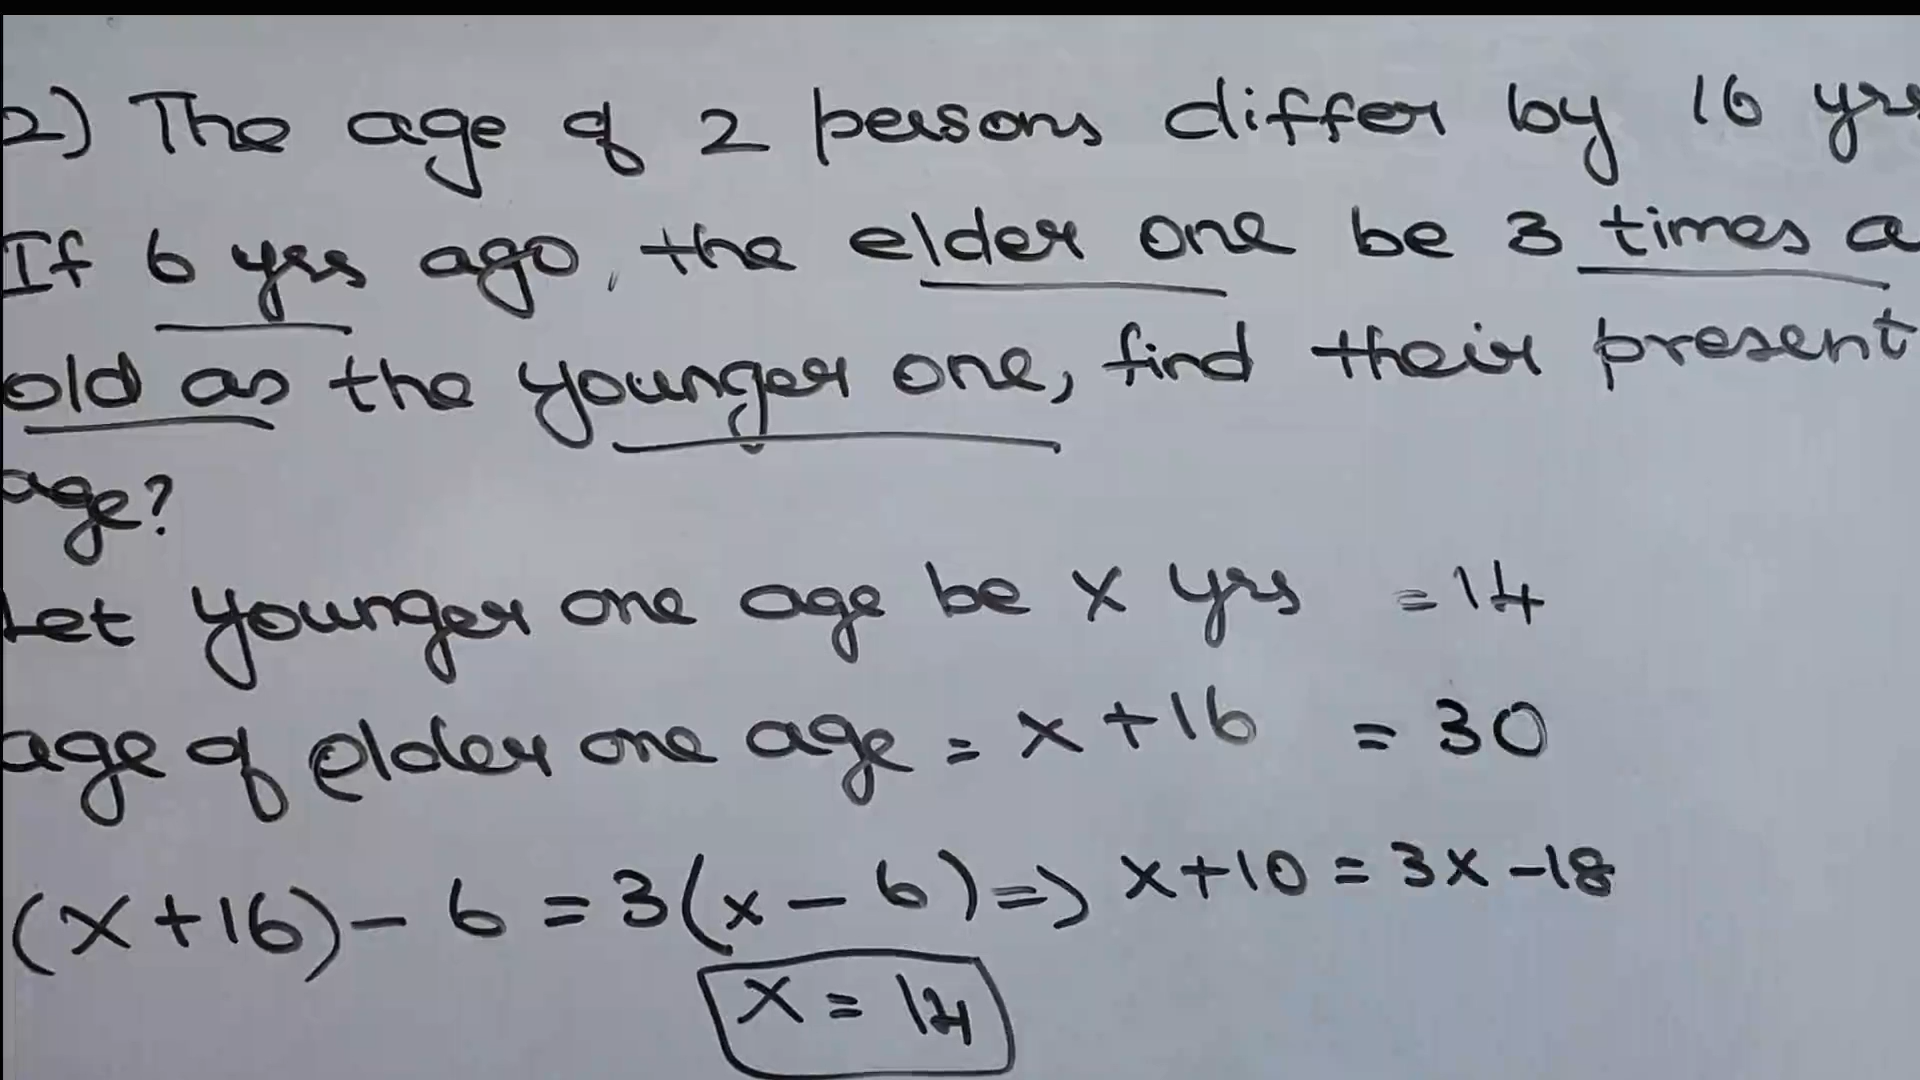 2) The age of 2 persons differ by 16 yrs
If 6 yrs ago, the elder one be 3 times a
old as the younger one, find their present
age?
Let younger one age be x yrs = 14
age of elder one age = x + 16 = 30
(x + 16) - 6 = 3(x - 6) => x + 10 = 3x - 18
x = 14